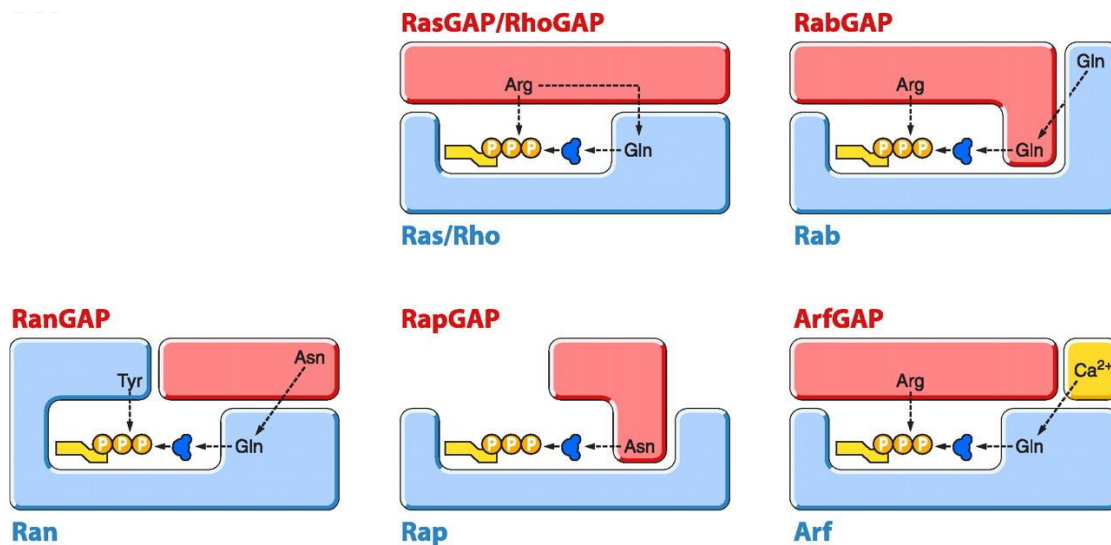 RasGAP/RhoGAP
Arg
P P P
Gln
Ras/Rho
RabGAP
Gln
Arg
P P P
Gln
Rab
RanGAP
Asn
Tyr
P P P
Gln
Ran
RapGAP
P P P
Asn
Rap
ArfGAP
Ca²⁺
Arg
P P P
Gln
Arf